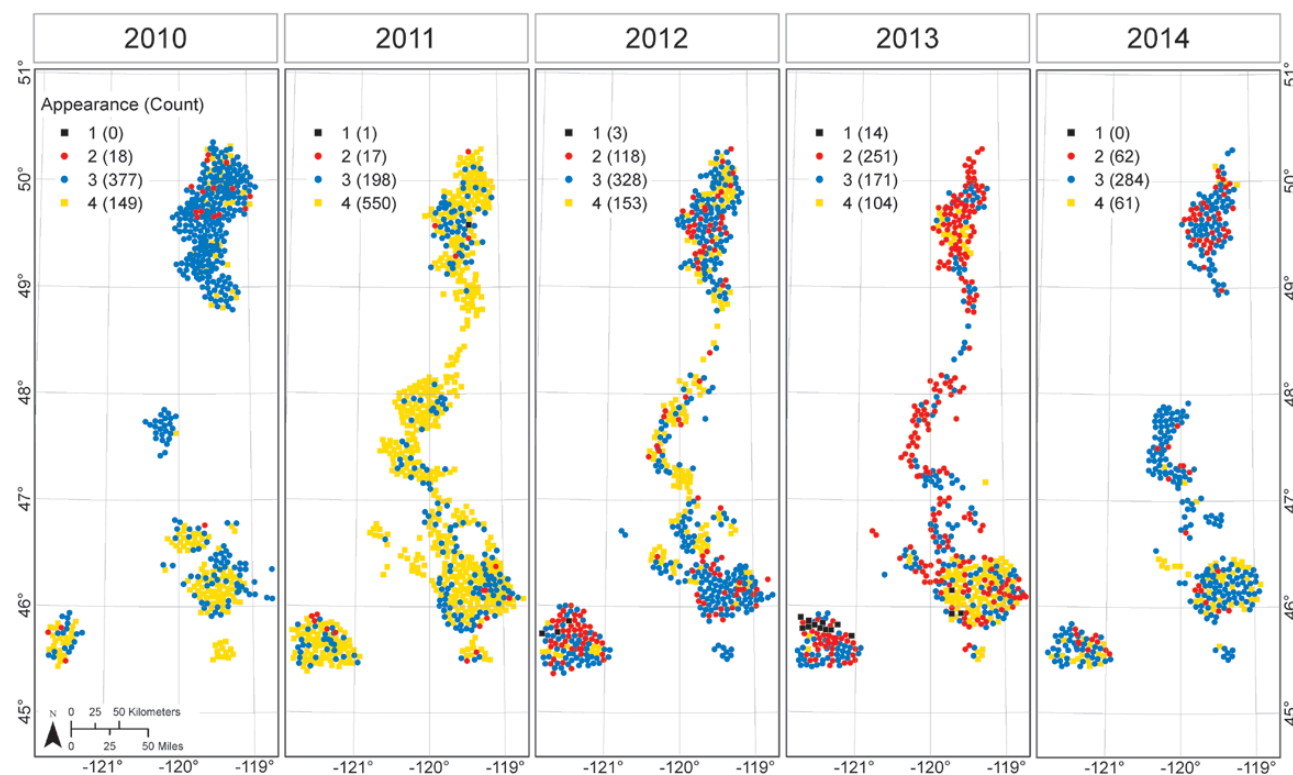 2010 2011 2012 2013 2014
51° 51°
Appearance (Count)
1 (0) 1 (1) 1 (3) 1 (14) 1 (0)
2 (18) 2 (17) 2 (118) 2 (251) 2 (62)
50° 3 (377) 3 (198) 3 (328) 3 (171) 3 (284) 50°
4 (149) 4 (550) 4 (153) 4 (104) 4 (61)
49° 49°
48° 48°
47° 47°
46° 46°
45° 45°
N 0 25 50 Kilometers
0 25 50 Miles
-121° -120° -119° -121° -120° -119° -121° -120° -119° -121° -120° -119° -121° -120° -119°